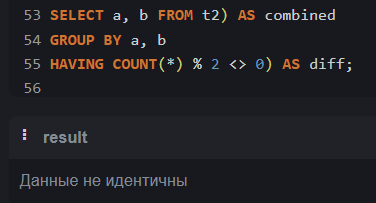 53 SELECT a, b FROM t2) AS combined
54 GROUP BY a, b
55 HAVING COUNT(*) % 2 <> 0) AS diff;
56
result
Данные не идентичны